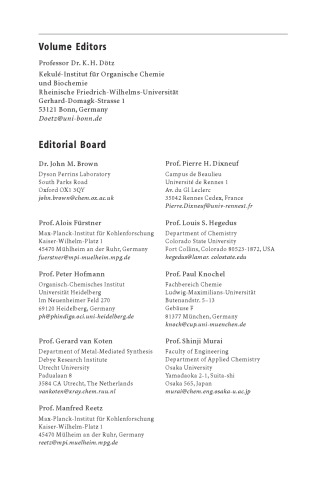 Volume Editors
Professor Dr. K. H. Dötz
Kekulé-Institut für Organische Chemie
und Biochemie
Rheinische Friedrich-Wilhelms-Universität
Gerhard-Domagk-Strasse 1
53121 Bonn, Germany
Doetz@uni-bonn.de
Editorial Board
Dr. John M. Brown
Dyson Perrins Laboratory
South Parks Road
Oxford OX1 3QY
john.brown@chem.ox.ac.uk
Prof. Pierre H. Dixneuf
Campus de Beaulieu
Université de Rennes 1
Av. du Gl Leclerc
35042 Rennes Cedex, France
Pierre.Dixneuf@univ-rennes1.fr
Prof. Alois Fürstner
Max-Planck-Institut für Kohlenforschung
Kaiser-Wilhelm-Platz 1
45470 Mühlheim an der Ruhr, Germany
fuerstner@mpi-muelheim.mpg.de
Prof. Louis S. Hegedus
Department of Chemistry
Colorado State University
Fort Collins, Colorado 80523-1872, USA
hegedus@lamar.colostate.edu
Prof. Peter Hofmann
Organisch-Chemisches Institut
Universität Heidelberg
Im Neuenheimer Feld 270
69120 Heidelberg, Germany
ph@phindigo.oci.uni-heidelberg.de
Prof. Paul Knochel
Fachbereich Chemie
Ludwig-Maximilians-Universität
Butenandstr. 5–13
Gebäuse F
81377 München, Germany
knoch@cup.uni-muenchen.de
Prof. Gerard van Koten
Department of Metal-Mediated Synthesis
Debye Research Institute
Utrecht University
Padualaan 8
3584 CA Utrecht, The Netherlands
vankoten@xray.chem.ruu.nl
Prof. Shinji Murai
Faculty of Engineering
Department of Applied Chemistry
Osaka University
Yamadaoka 2-1, Suita-shi
Osaka 565, Japan
murai@chem.eng.osaka-u.ac.jp
Prof. Manfred Reetz
Max-Planck-Institut für Kohlenforschung
Kaiser-Wilhelm-Platz 1
45470 Mülheim an der Ruhr, Germany
reetz@mpi.muelheim.mpg.de